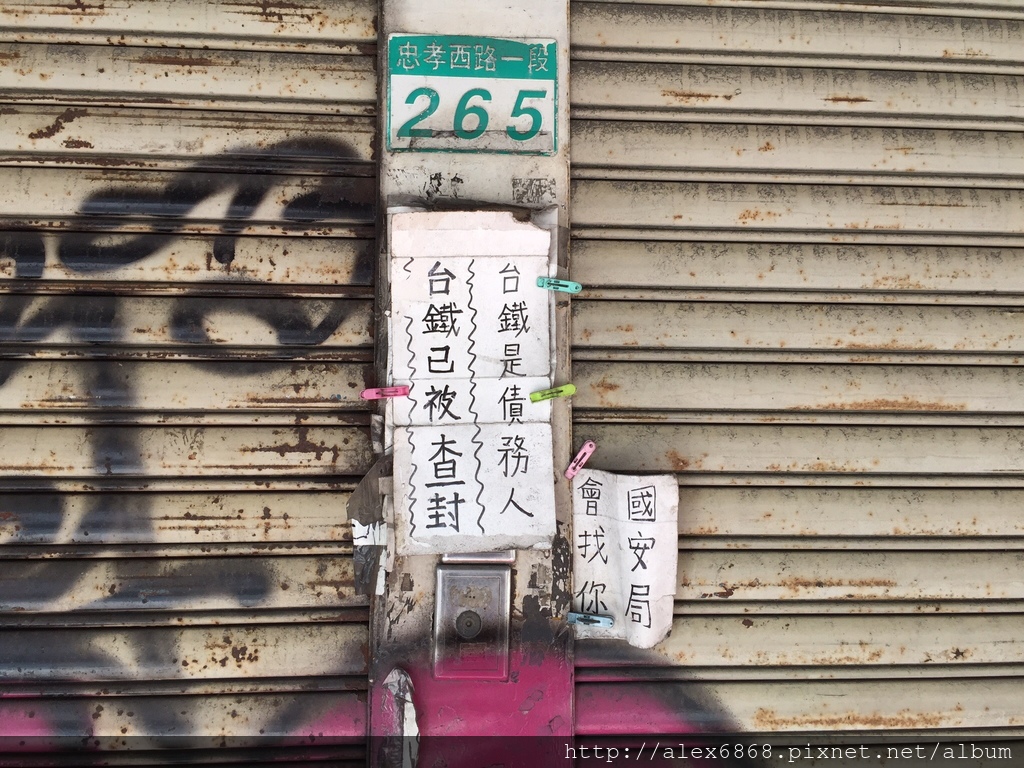 忠孝西路一段
265
台鐵是債務人
台鐵已被查封
國安局
會找你
http://alex6868.pixnet.net/album